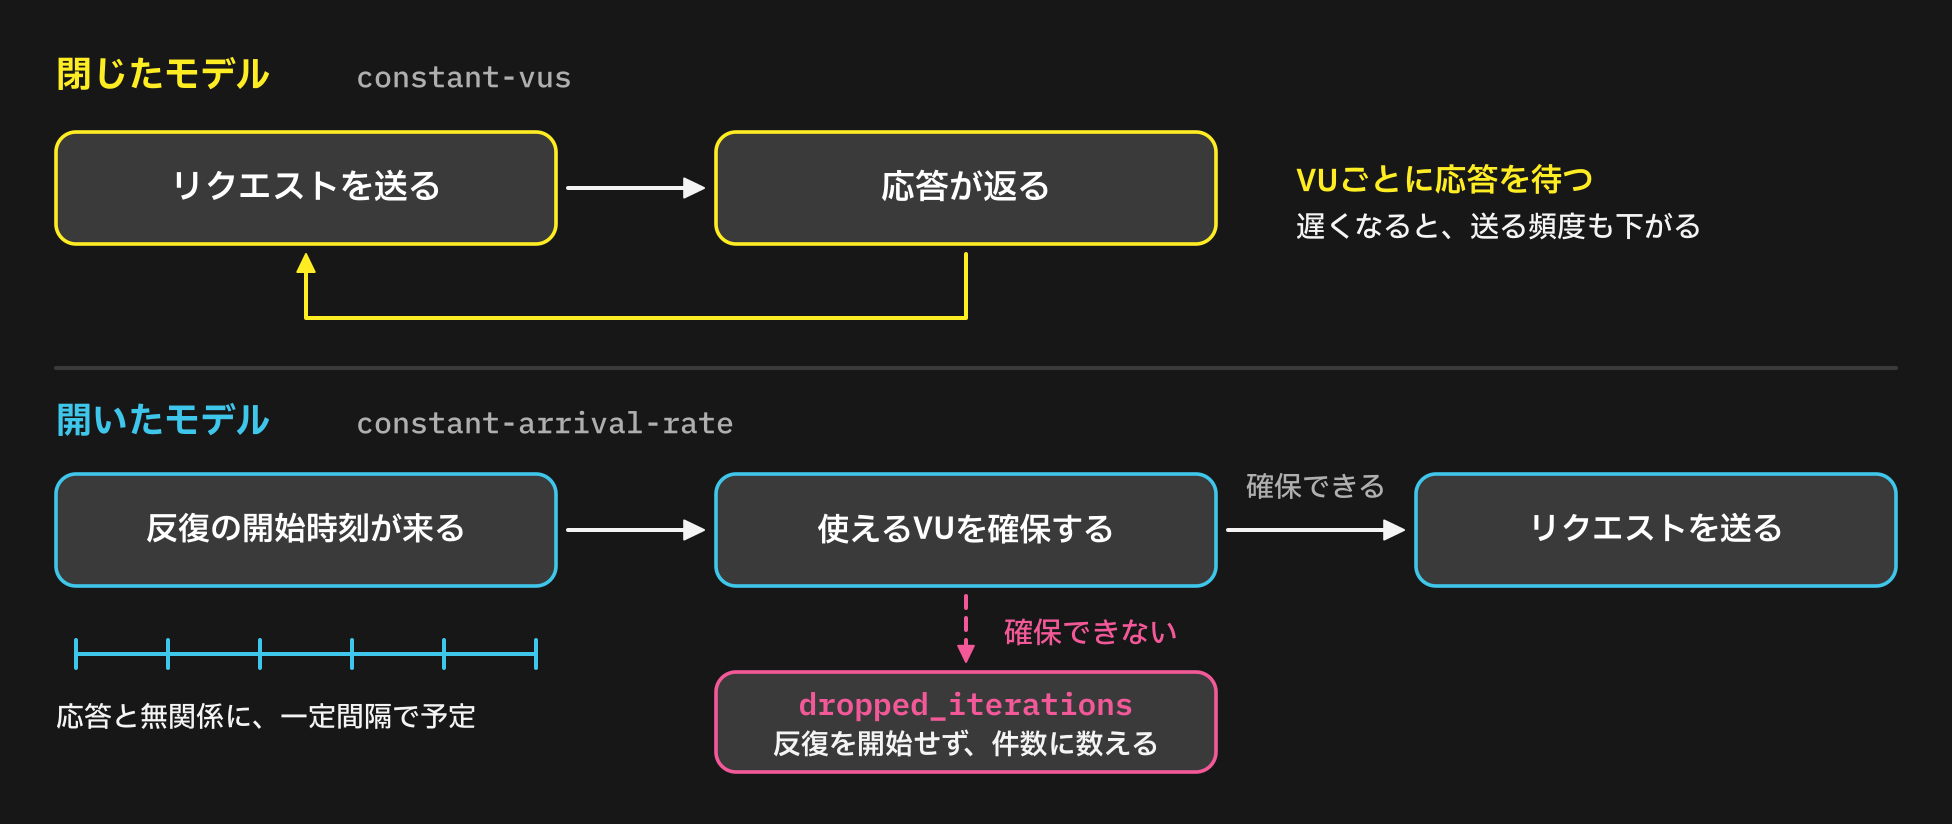 閉じたモデル constant-vus
リクエストを送る
応答が返る
VUごとに応答を待つ
遅くなると、送る頻度も下がる
開いたモデル constant-arrival-rate
反復の開始時刻が来る
使えるVUを確保する
確保できる
リクエストを送る
確保できない
応答と無関係に、一定間隔で予定
dropped_iterations
反復を開始せず、件数に数える